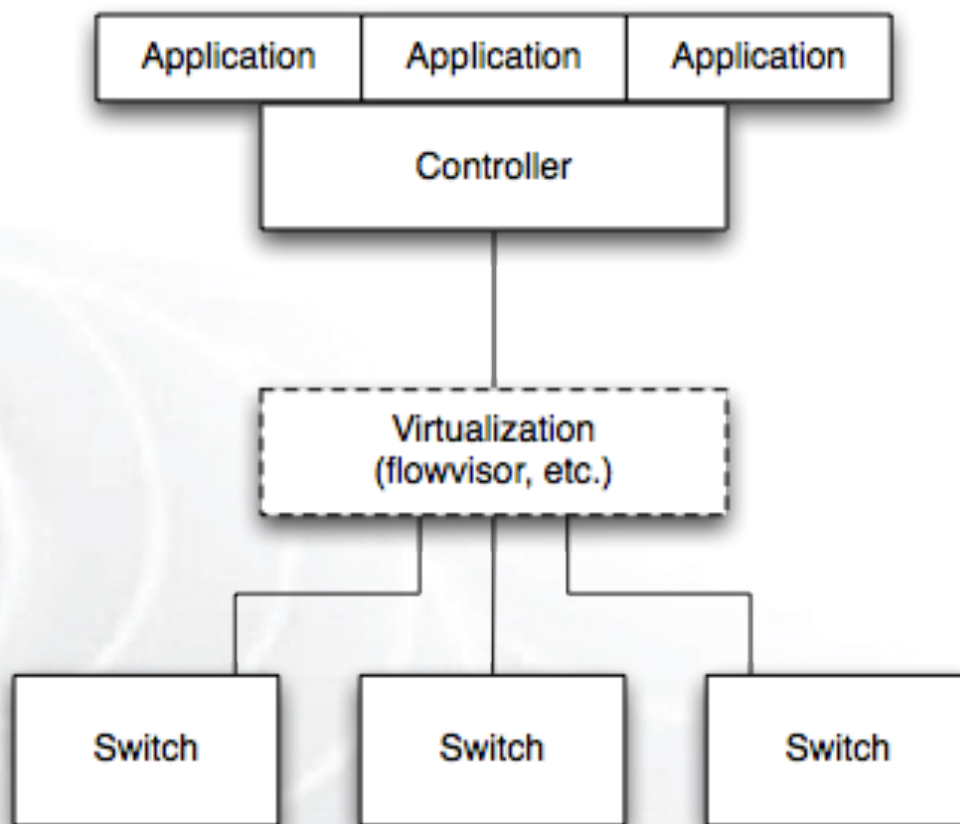 Application
Application
Application
Controller
Virtualization
(flowvisor, etc.)
Switch
Switch
Switch